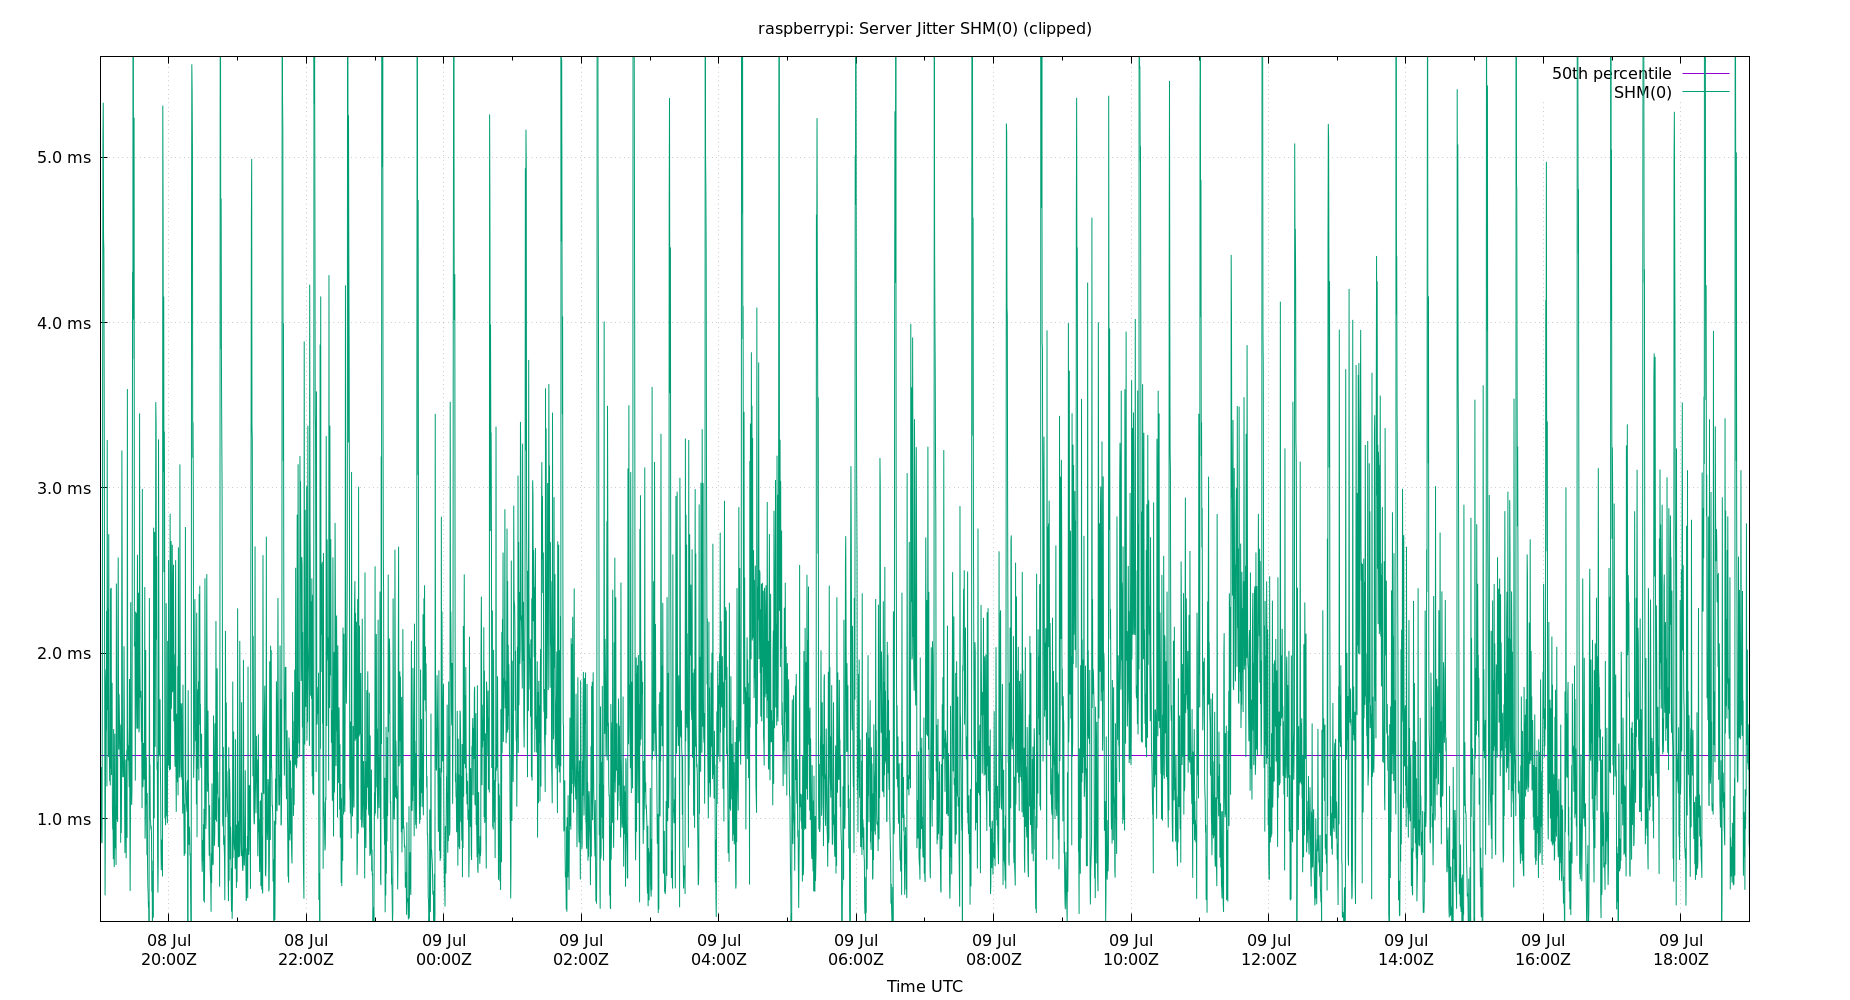 raspberrypi: Server Jitter SHM(0) (clipped)
50th percentile
SHM(0)
5.0 ms
4.0 ms
3.0 ms
2.0 ms
1.0 ms
08 Jul 08 Jul 09 Jul 09 Jul 09 Jul 09 Jul 09 Jul 09 Jul 09 Jul 09 Jul 09 Jul 09 Jul
20:00Z 22:00Z 00:00Z 02:00Z 04:00Z 06:00Z 08:00Z 10:00Z 12:00Z 14:00Z 16:00Z 18:00Z
Time UTC